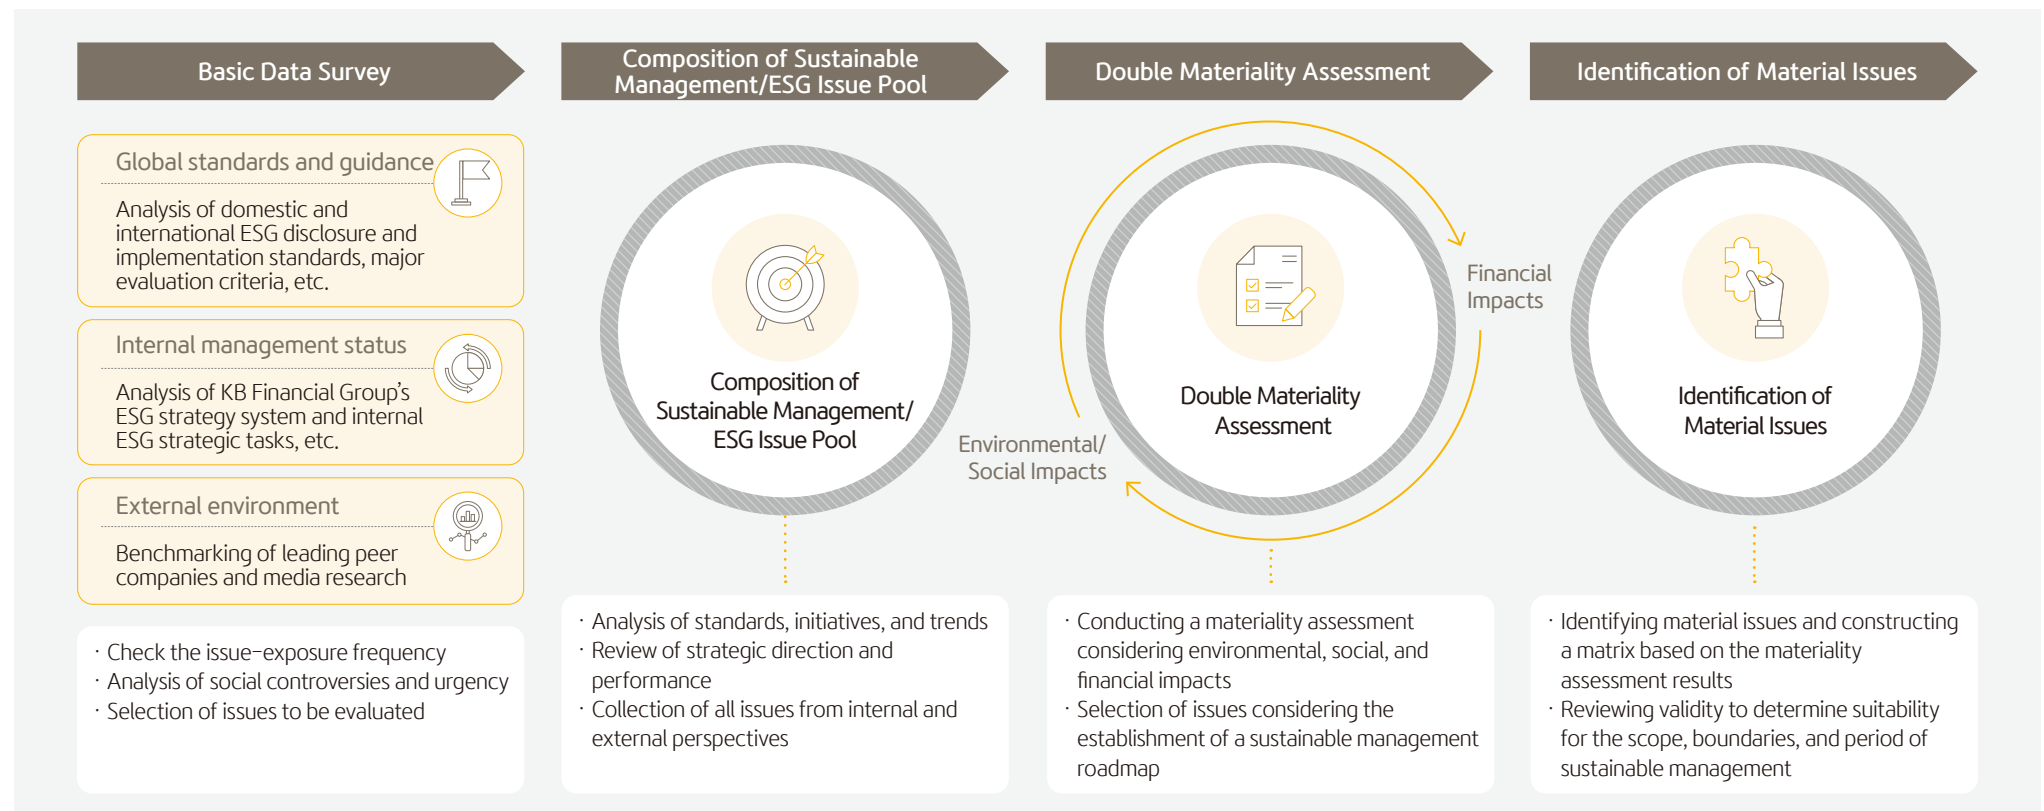 Basic Data Survey
Composition of Sustainable
Management/ESG Issue Pool
Double Materiality Assessment
Identification of Material Issues
Global standards and guidance
Analysis of domestic and
international ESG disclosure and
implementation standards, major
evaluation criteria, etc.
Internal management status
Analysis of KB Financial Group's
ESG strategy system and internal
ESG strategic tasks, etc.
External environment
Benchmarking of leading peer
companies and media research
· Check the issue-exposure frequency
· Analysis of social controversies and urgency
· Selection of issues to be evaluated
Composition of
Sustainable Management/
ESG Issue Pool
· Analysis of standards, initiatives, and trends
· Review of strategic direction and
performance
· Collection of all issues from internal and
external perspectives
Environmental/
Social Impacts
Double Materiality
Assessment
Financial
Impacts
· Conducting a materiality assessment
considering environmental, social, and
financial impacts
· Selection of issues considering the
establishment of a sustainable management
roadmap
Identification of
Material Issues
· Identifying material issues and constructing
a matrix based on the materiality
assessment results
· Reviewing validity to determine suitability
for the scope, boundaries, and period of
sustainable management